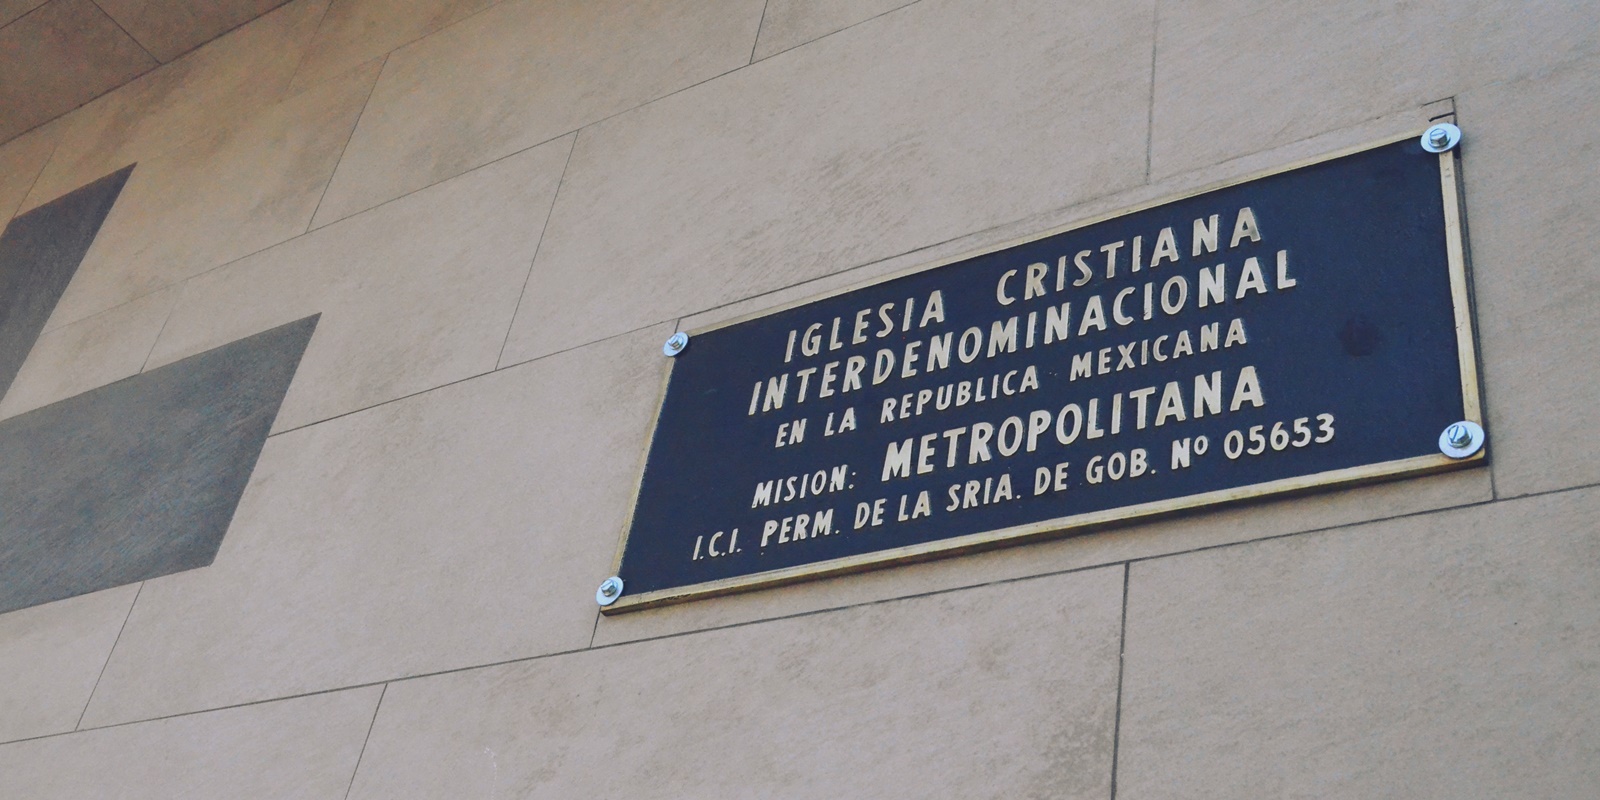 IGLESIA CRISTIANA
INTERDENOMINACIONAL
EN LA REPUBLICA MEXICANA
MISION: METROPOLITANA
I.C.I. PERM. DE LA SRIA. DE GOB. Nº 05653